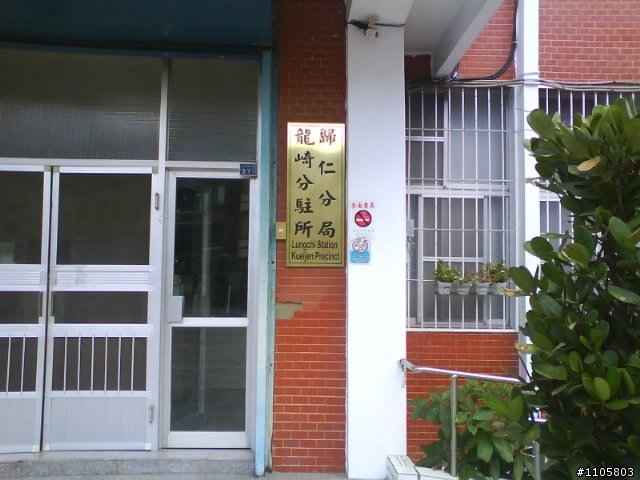 歸仁分局
龍崎分駐所
Lungchi Station
Kueijen Precinct
#1105803